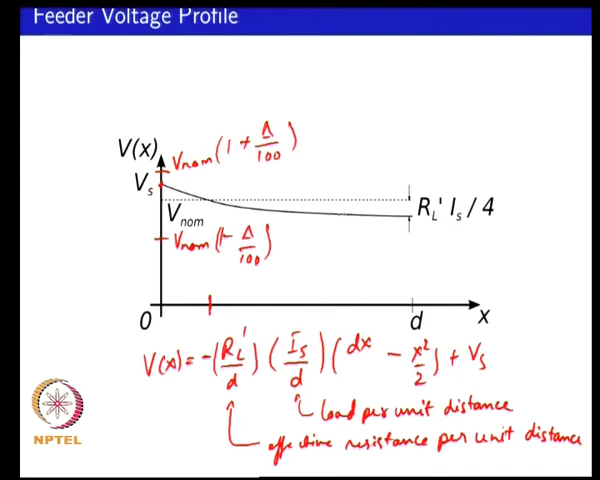 Feeder Voltage Profile
V(x)
Vnom(1 + Δ/100)
Vs
Vnom
RL' Is / 4
Vnom(1- Δ/100)
0
d
x
V(x) = -(RL'/d) (Is/d) (dx - x²/2) + Vs
load per unit distance
effective resistance per unit distance
NPTEL